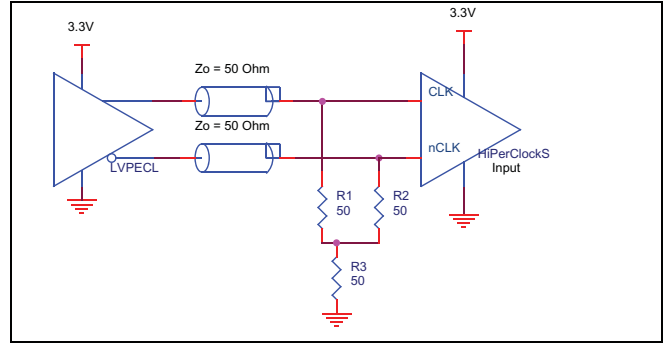 3.3V
3.3V
Zo = 50 Ohm
CLK
Zo = 50 Ohm
nCLK
LVPECL
HiPerClockS
Input
R1
50
R2
50
R3
50